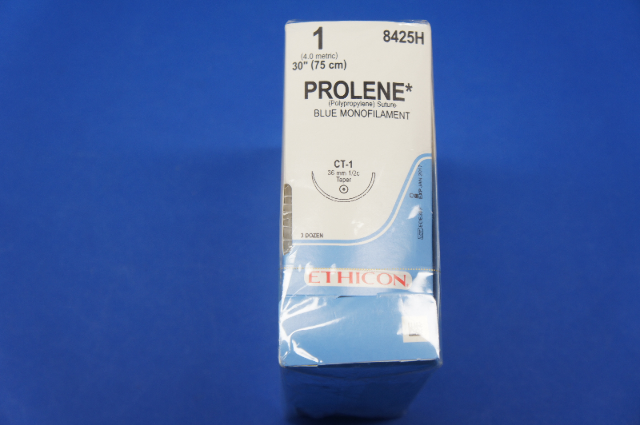 1
8425H
(4.0 metric)
30" (75 cm)
PROLENE*
(Polypropylene) Suture
BLUE MONOFILAMENT
CT-1
36 mm 1/2c
Taper
3 DOZEN
ETHICON